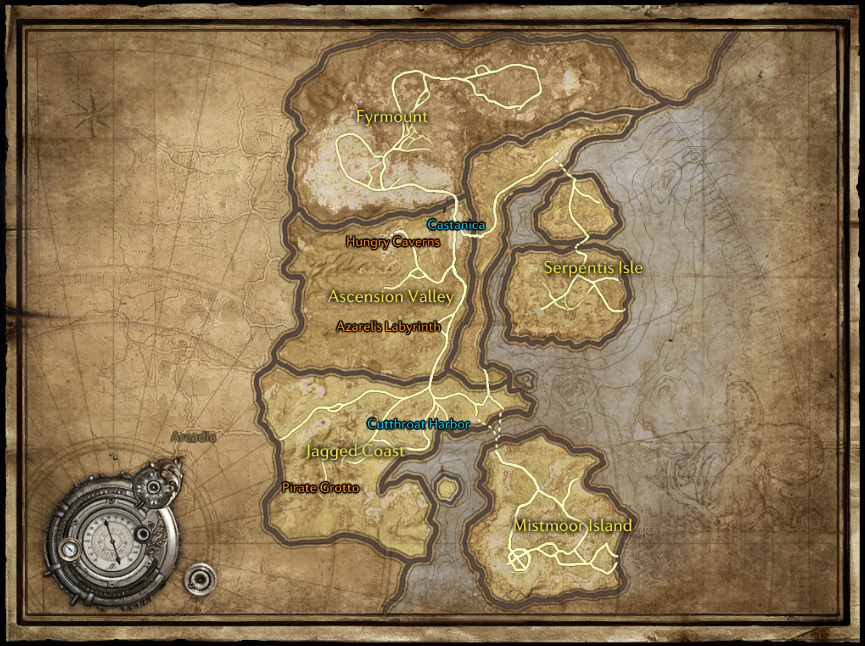 Fyrmount
Castanica
Hungry Caverns
Serpentis Isle
Ascension Valley
Azarel's Labyrinth
Cutthroat Harbor
Arcadia
Jagged Coast
Pirate Grotto
Mistmoor Island